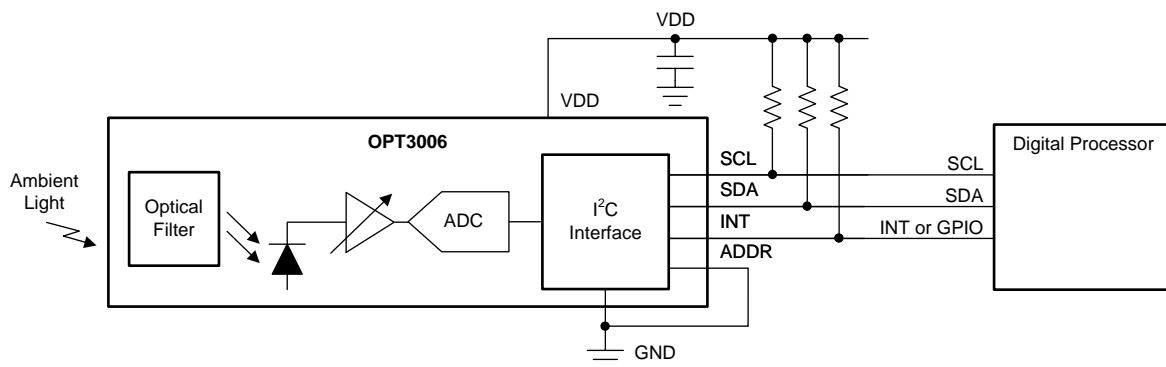 VDD
VDD
OPT3006
Digital Processor
Ambient
Light
Optical
Filter
ADC
I²C
Interface
SCL
SCL
SDA
SDA
INT
INT or GPIO
ADDR
GND